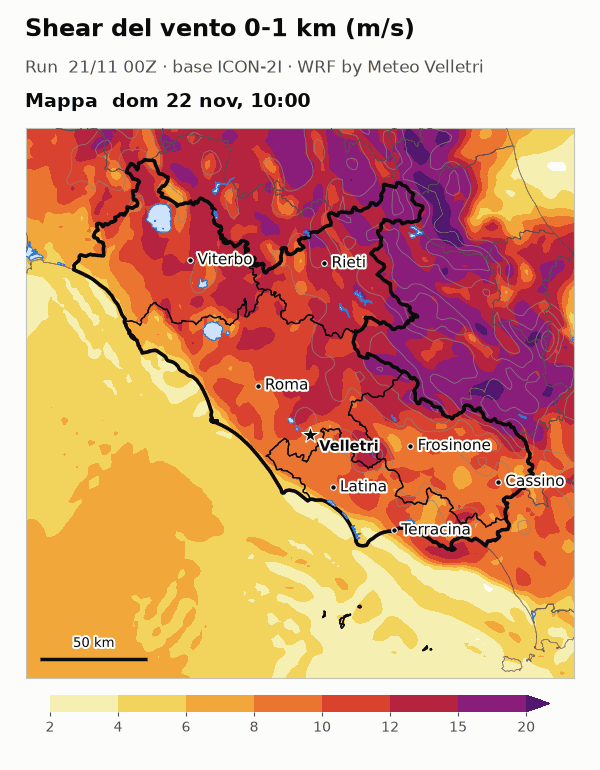 Shear del vento 0-1 km (m/s)
Run  21/11 00Z · base ICON-2I · WRF by Meteo Velletri
Mappa  dom 22 nov, 10:00
Viterbo
Rieti
Roma
Velletri
Frosinone
Cassino
Latina
Terracina
50 km
2 4 6 8 10 12 15 20